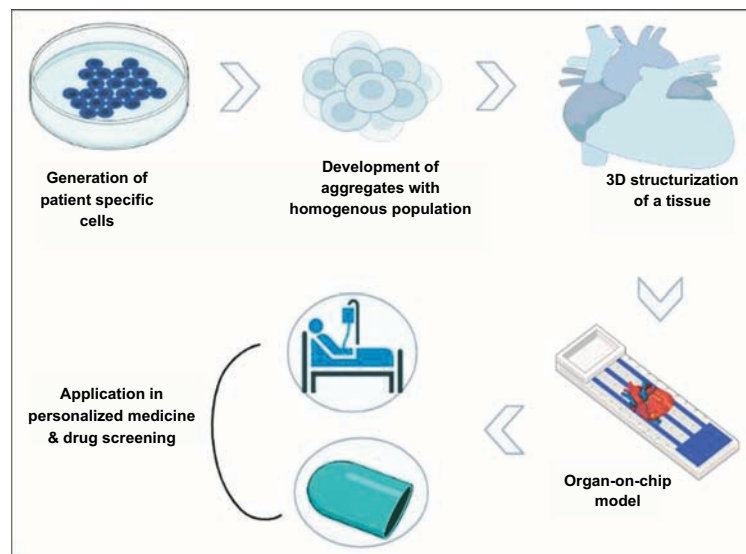 Generation of
patient specific
cells
Development of
aggregates with
homogenous population
3D structurization
of a tissue
Organ-on-chip
model
Application in
personalized medicine
& drug screening